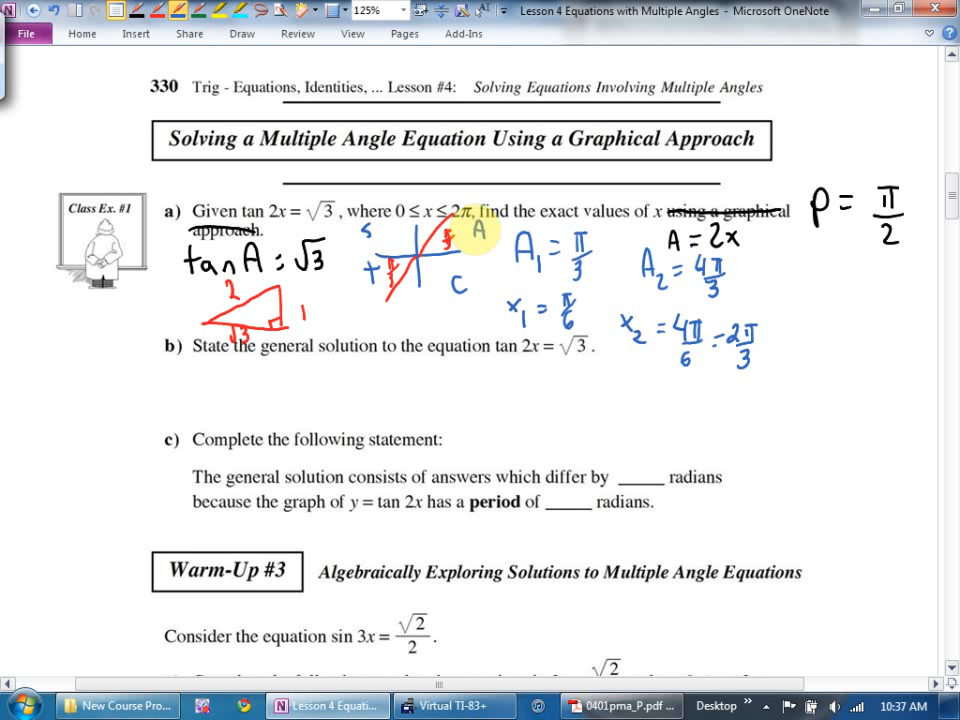 125%
Lesson 4 Equations with Multiple Angles - Microsoft OneNote
File Home Insert Share Draw Review View Pages Add-Ins
330 Trig - Equations, Identities, ... Lesson #4: Solving Equations Involving Multiple Angles
Solving a Multiple Angle Equation Using a Graphical Approach
Class Ex. #1
a) Given tan 2x = √3 , where 0 ≤ x ≤ 2π, find the exact values of x using a graphical
approach.
P = π/2
tan A = √3
S A
T C
A₁ = π/3
A = 2x
A₂ = 4π/3
2
1
√3
x₁ = π/6
x₂ = 4π/6 = 2π/3
b) State the general solution to the equation tan 2x = √3 .
c) Complete the following statement:
The general solution consists of answers which differ by _____ radians
because the graph of y = tan 2x has a period of _____ radians.
Warm-Up #3 Algebraically Exploring Solutions to Multiple Angle Equations
Consider the equation sin 3x = √2/2 .
√2
New Course Pro... Lesson 4 Equati... Virtual TI-83+ 0401pma_P.pdf ... Desktop 10:37 AM